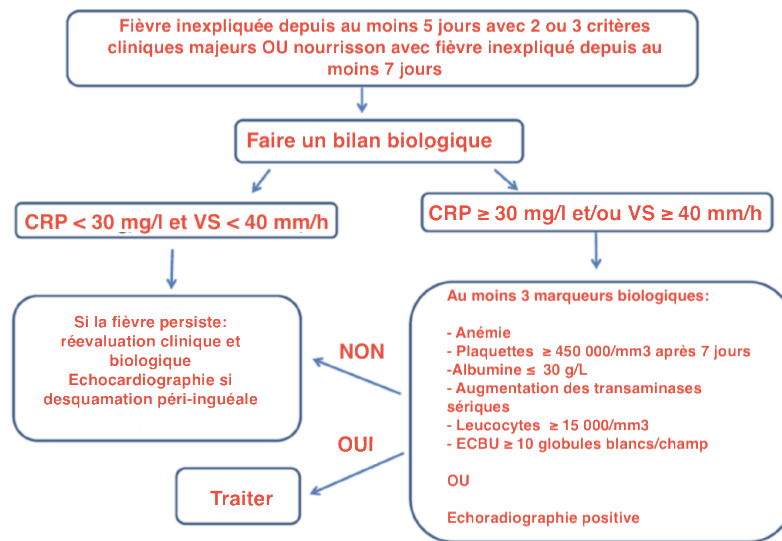 Fièvre inexpliquée depuis au moins 5 jours avec 2 ou 3 critères
cliniques majeurs OU nourrisson avec fièvre inexpliqué depuis au
moins 7 jours
Faire un bilan biologique
CRP < 30 mg/l et VS < 40 mm/h
CRP ≥ 30 mg/l et/ou VS ≥ 40 mm/h
Si la fièvre persiste:
réevaluation clinique et
biologique
Echocardiographie si
desquamation péri-inguéale
NON
OUI
Traiter
Au moins 3 marqueurs biologiques:
- Anémie
- Plaquettes ≥ 450 000/mm3 après 7 jours
-Albumine ≤ 30 g/L
- Augmentation des transaminases
sériques
- Leucocytes ≥ 15 000/mm3
- ECBU ≥ 10 globules blancs/champ
OU
Echoradiographie positive